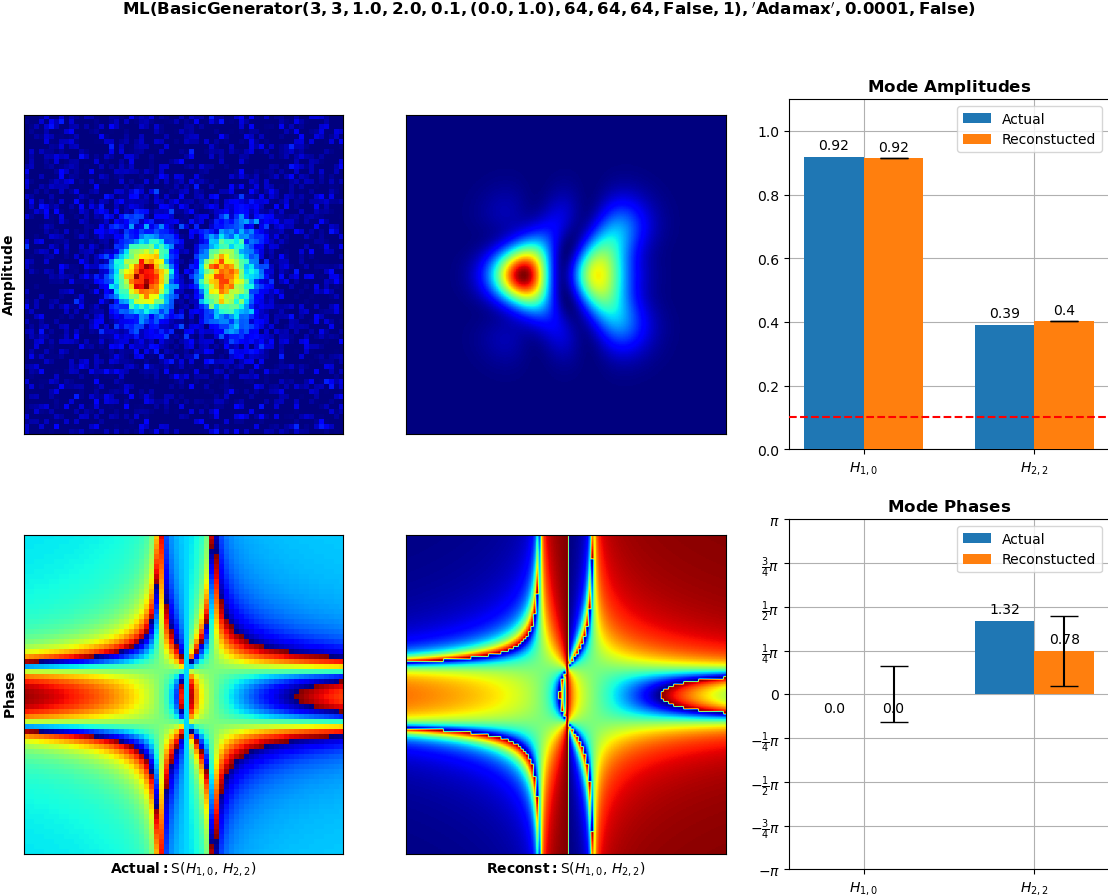 ML(BasicGenerator(3, 3, 1.0, 2.0, 0.1, (0.0, 1.0), 64, 64, 64, False, 1), ′Adamax′, 0.0001, False)
Amplitude
Mode Amplitudes
Actual
Reconstucted
1.0
0.8
0.6
0.4
0.2
0.0
0.92
0.92
0.39
0.4
H1,0
H2,2
Phase
Actual: S(H1,0, H2,2)
Reconst: S(H1,0, H2,2)
Mode Phases
Actual
Reconstucted
π
3/4π
1/2π
1/4π
0
−1/4π
−1/2π
−3/4π
−π
0.0
0.0
1.32
0.78
H1,0
H2,2